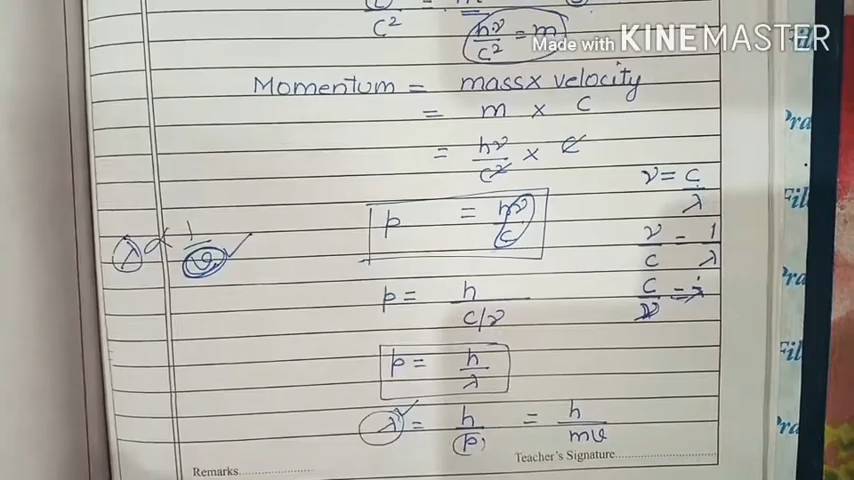 C² = m
hν/c² = m
Made with KINEMASTER
Momentum = mass x velocity
= m x c
= hν/c² x c
ν = c/λ
p = hν/c
λ ∝ 1/v
ν/c = 1/λ
p = h/c/ν
c/ν = λ
p = h/λ
λ = h/p = h/mv
Remarks
Teacher's Signature